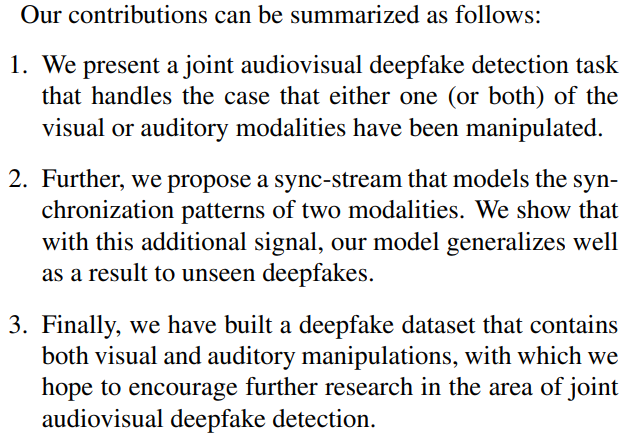 Our contributions can be summarized as follows:
1. We present a joint audiovisual deepfake detection task
that handles the case that either one (or both) of the
visual or auditory modalities have been manipulated.
2. Further, we propose a sync-stream that models the syn-
chronization patterns of two modalities. We show that
with this additional signal, our model generalizes well
as a result to unseen deepfakes.
3. Finally, we have built a deepfake dataset that contains
both visual and auditory manipulations, with which we
hope to encourage further research in the area of joint
audiovisual deepfake detection.